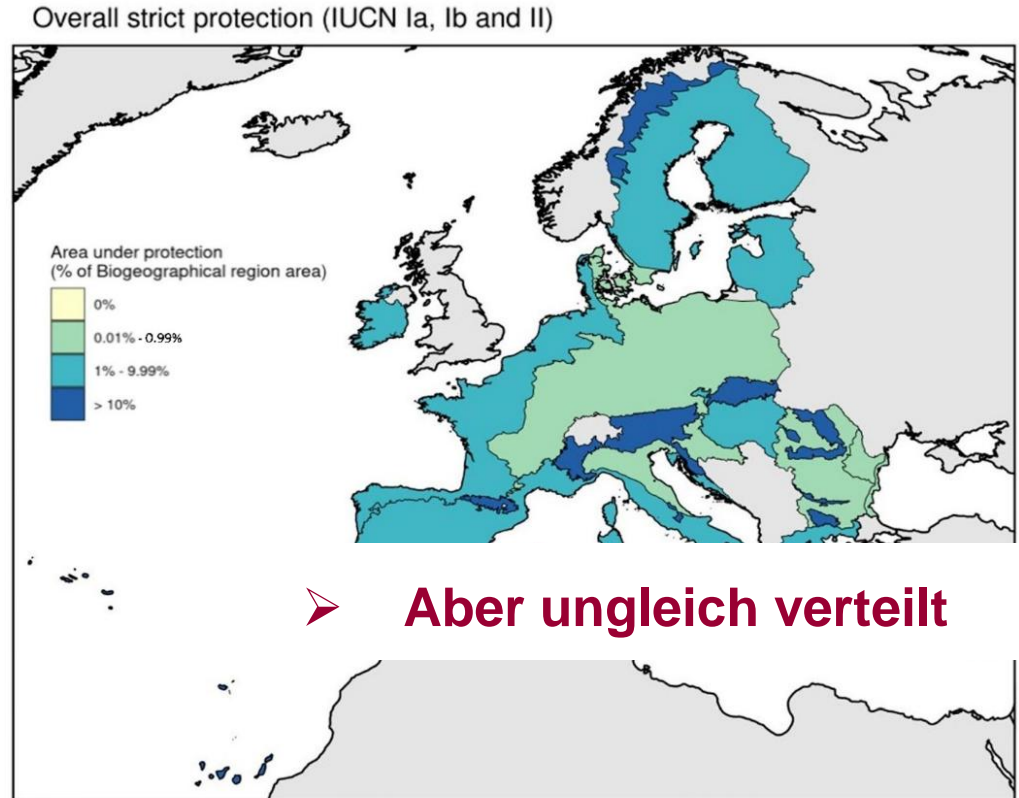 Overall strict protection (IUCN Ia, Ib and II)
Area under protection
(% of Biogeographical region area)
0%
0.01% - 0.99%
1% - 9.99%
> 10%
➢ Aber ungleich verteilt